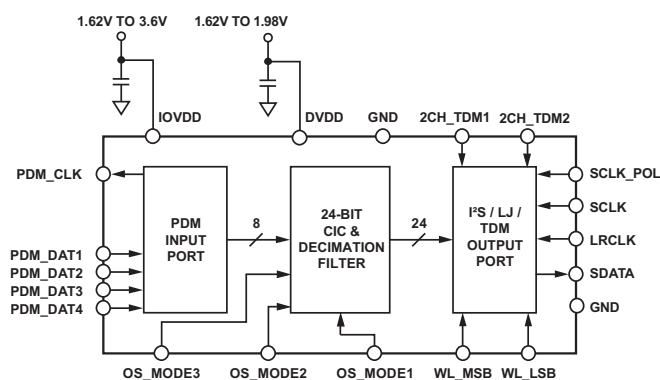 1.62V TO 3.6V
1.62V TO 1.98V
IOVDD
DVDD
GND
2CH_TDM1
2CH_TDM2
PDM_CLK
PDM_DAT1
PDM_DAT2
PDM_DAT3
PDM_DAT4
PDM
INPUT
PORT
8
24-BIT
CIC &
DECIMATION
FILTER
24
I²S / LJ /
TDM
OUTPUT
PORT
SCLK_POL
SCLK
LRCLK
SDATA
GND
OS_MODE3
OS_MODE2
OS_MODE1
WL_MSB
WL_LSB